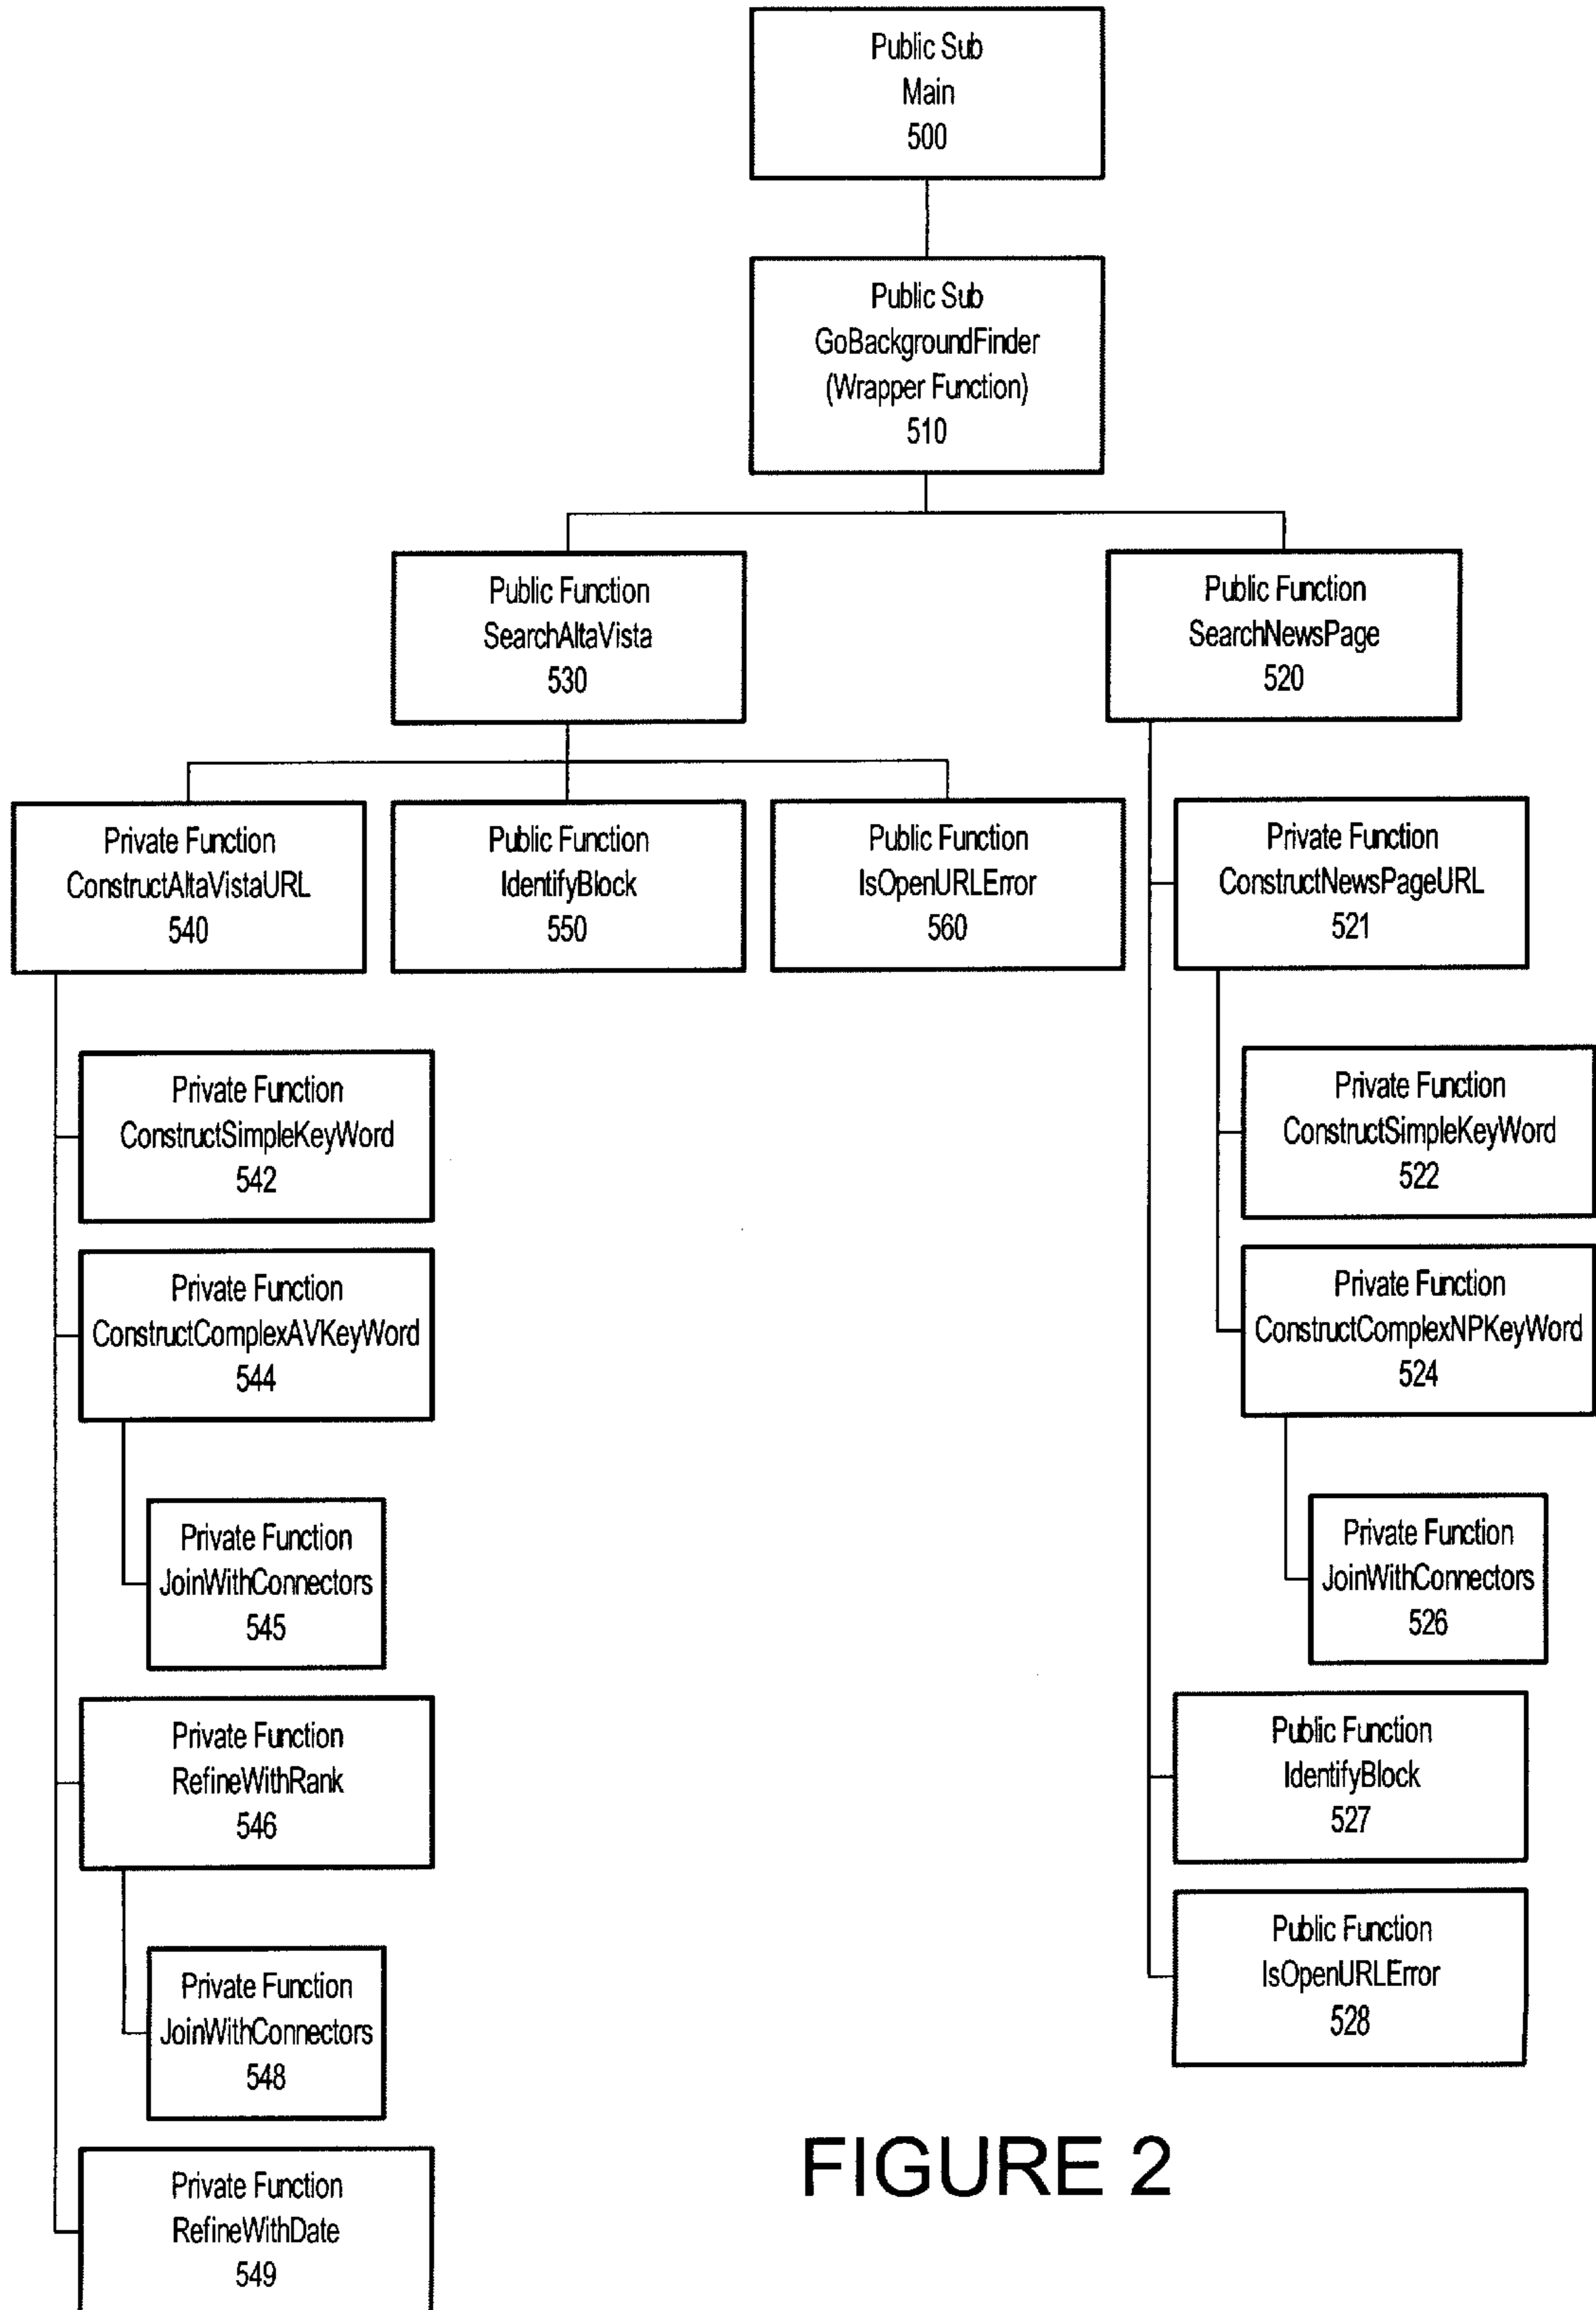 Public Sub
Main
500
Public Sub
GoBackgroundFinder
(Wrapper Function)
510
Public Function
SearchAltaVista
530
Public Function
SearchNewsPage
520
Private Function
ConstructAltaVistaURL
540
Public Function
IdentifyBlock
550
Public Function
IsOpenURLError
560
Private Function
ConstructNewsPageURL
521
Private Function
ConstructSimpleKeyWord
542
Private Function
ConstructSimpleKeyWord
522
Private Function
ConstructComplexAVKeyWord
544
Private Function
ConstructComplexNPKeyWord
524
Private Function
JoinWithConnectors
545
Private Function
JoinWithConnectors
526
Private Function
RefineWithRank
546
Public Function
IdentifyBlock
527
Private Function
JoinWithConnectors
548
Public Function
IsOpenURLError
528
Private Function
RefineWithDate
549
FIGURE 2